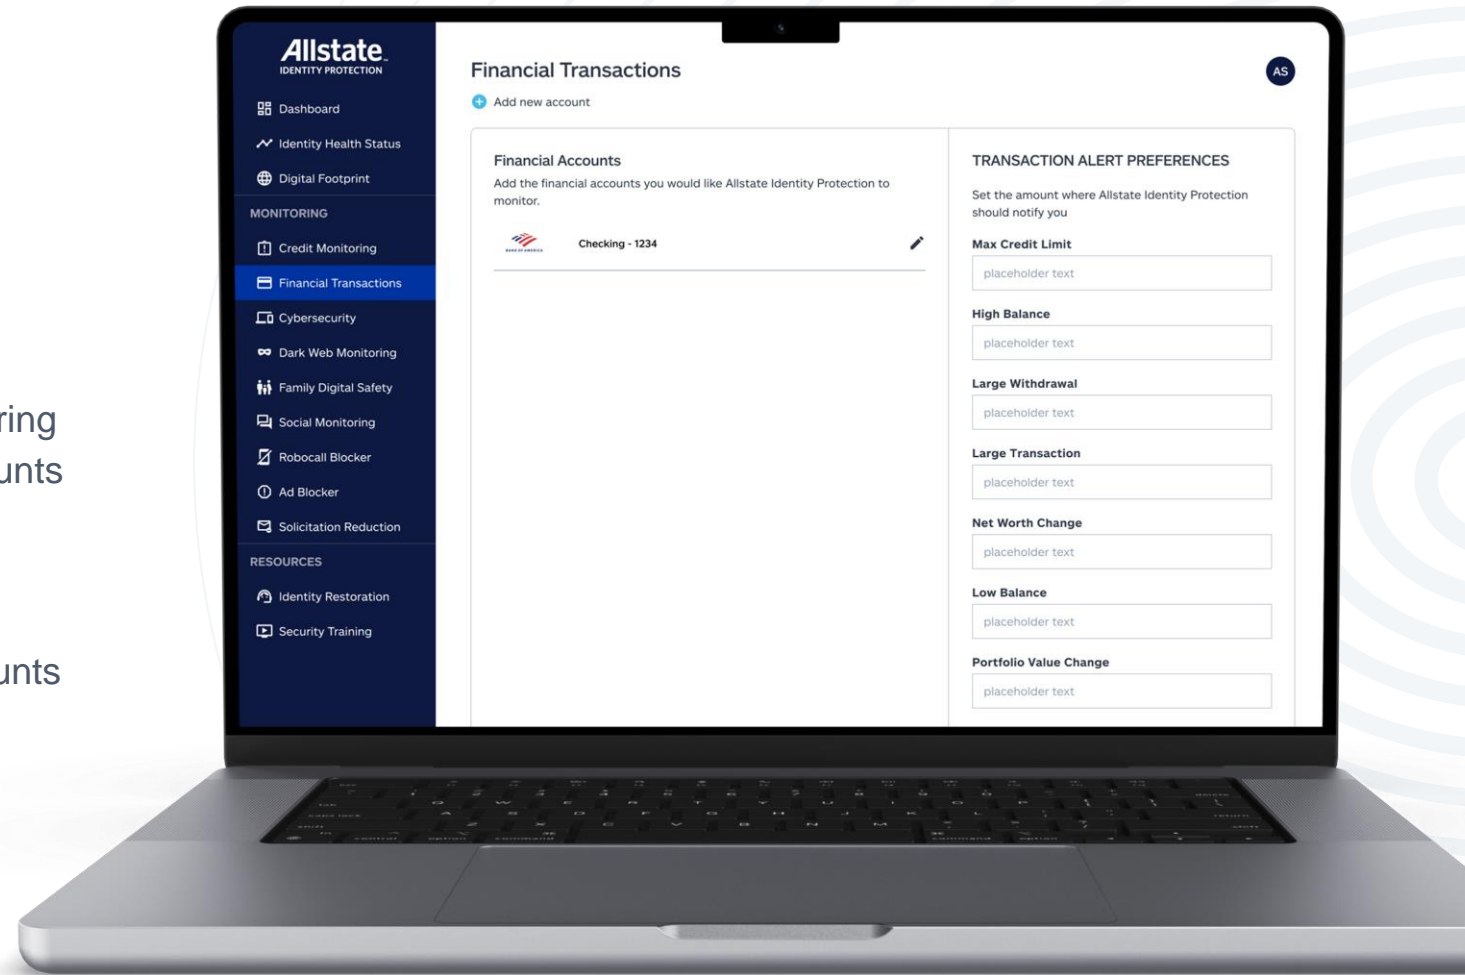 ring
unts
unts
Allstate
IDENTITY PROTECTION
Dashboard
Identity Health Status
Digital Footprint
MONITORING
Credit Monitoring
Financial Transactions
Cybersecurity
Dark Web Monitoring
Family Digital Safety
Social Monitoring
Robocall Blocker
Ad Blocker
Solicitation Reduction
RESOURCES
Identity Restoration
Security Training
Financial Transactions
AS
Add new account
Financial Accounts
Add the financial accounts you would like Allstate Identity Protection to
monitor.
BANK OF AMERICA
Checking - 1234
TRANSACTION ALERT PREFERENCES
Set the amount where Allstate Identity Protection
should notify you
Max Credit Limit
placeholder text
High Balance
placeholder text
Large Withdrawal
placeholder text
Large Transaction
placeholder text
Net Worth Change
placeholder text
Low Balance
placeholder text
Portfolio Value Change
placeholder text